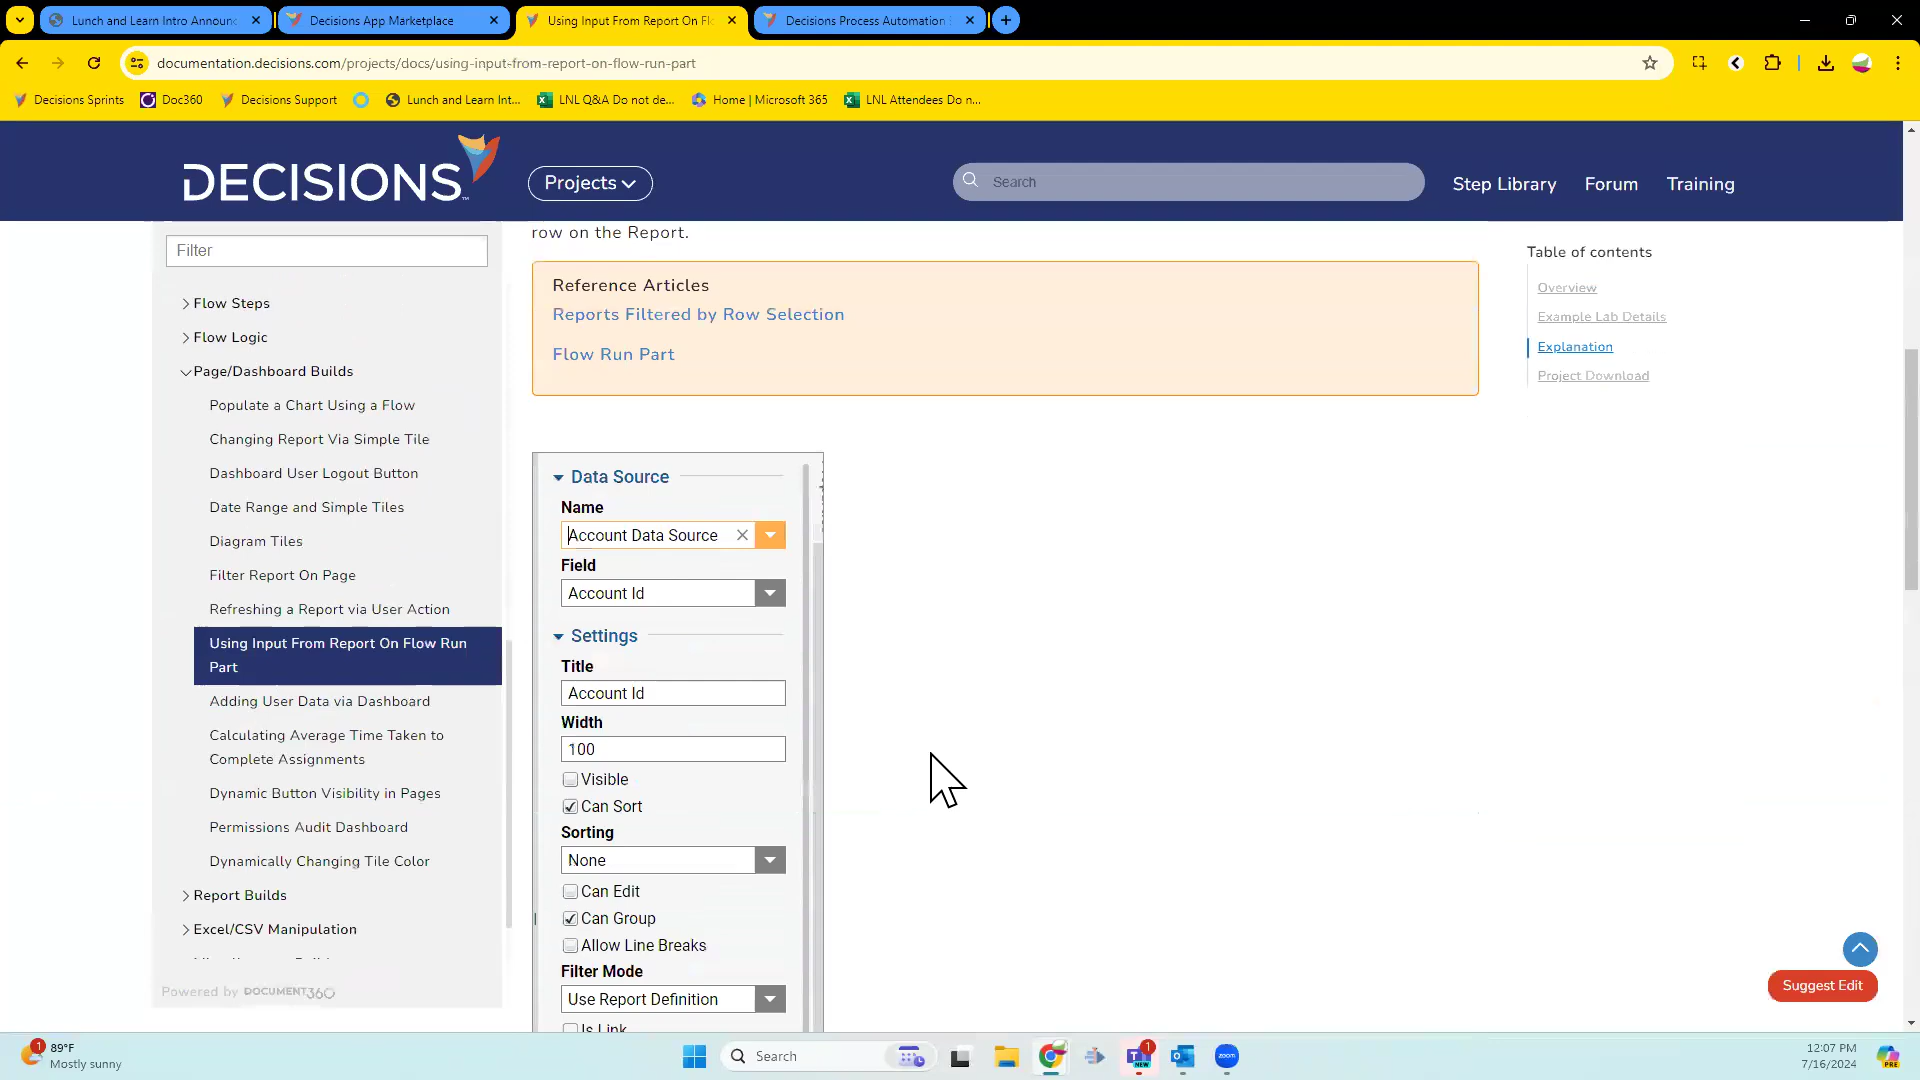 Lunch and Learn Intro Announc
Decisions App Marketplace
Using Input From Report On Fl
Decisions Process Automation
documentation.decisions.com/projects/docs/using-input-from-report-on-flow-run-part
Decisions Sprints
Doc360
Decisions Support
Lunch and Learn Int...
LNL Q&A Do not de...
Home | Microsoft 365
LNL Attendees Do n...
DECISIONS
Projects
Search
Step Library
Forum
Training
Filter
Flow Steps
Flow Logic
Page/Dashboard Builds
Populate a Chart Using a Flow
Changing Report Via Simple Tile
Dashboard User Logout Button
Date Range and Simple Tiles
Diagram Tiles
Filter Report On Page
Refreshing a Report via User Action
Using Input From Report On Flow Run
Part
Adding User Data via Dashboard
Calculating Average Time Taken to
Complete Assignments
Dynamic Button Visibility in Pages
Permissions Audit Dashboard
Dynamically Changing Tile Color
Report Builds
Excel/CSV Manipulation
Powered by DOCUMENT360
row on the Report.
Reference Articles
Reports Filtered by Row Selection
Flow Run Part
Data Source
Name
Account Data Source
Field
Account Id
Settings
Title
Account Id
Width
100
Visible
Can Sort
Sorting
None
Can Edit
Can Group
Allow Line Breaks
Filter Mode
Use Report Definition
Is Link
Table of contents
Overview
Example Lab Details
Explanation
Project Download
Suggest Edit
1
89°F
Mostly sunny
Search
NEW
1
zoom
12:07 PM
7/16/2024
PRE